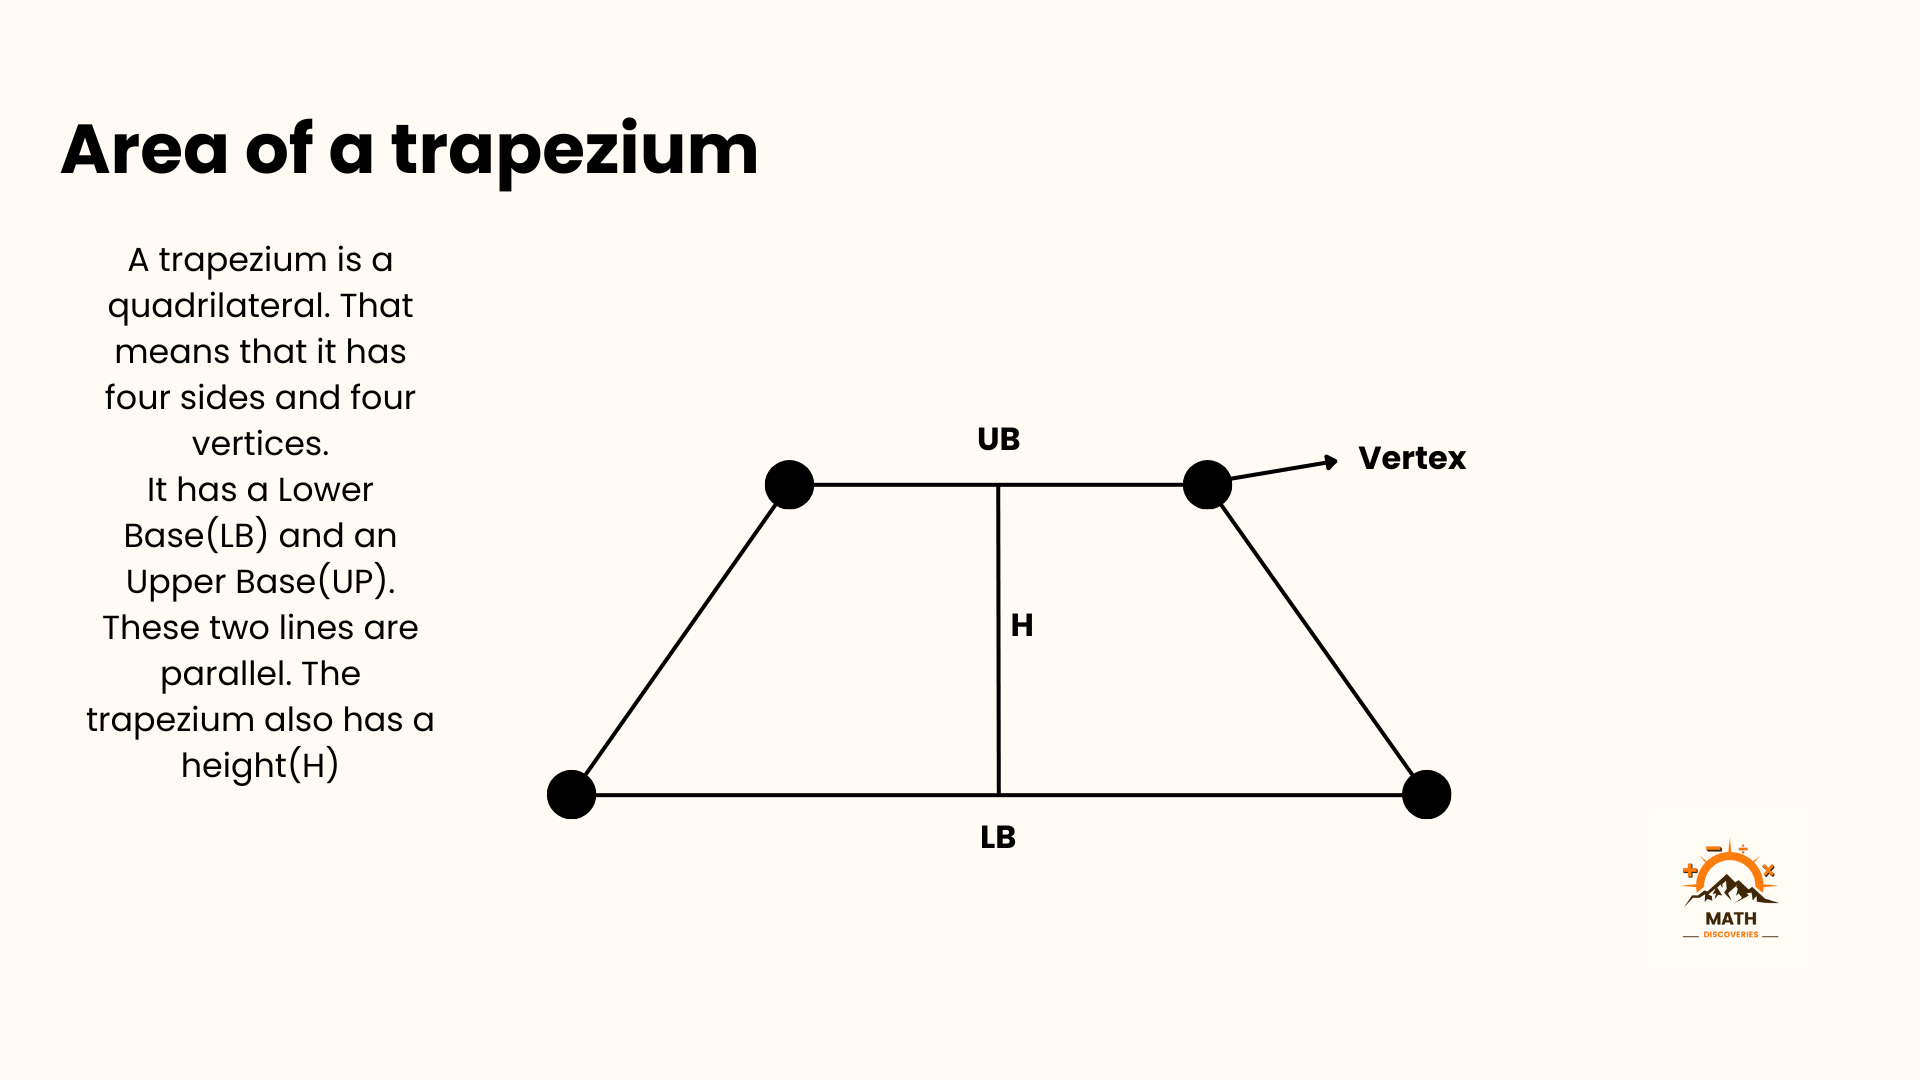 Area of a trapezium
A trapezium is a
quadrilateral. That
means that it has
four sides and four
vertices.
It has a Lower
Base(LB) and an
Upper Base(UP).
These two lines are
parallel. The
trapezium also has a
height(H)
UB
Vertex
H
LB
MATH
DISCOVERIES